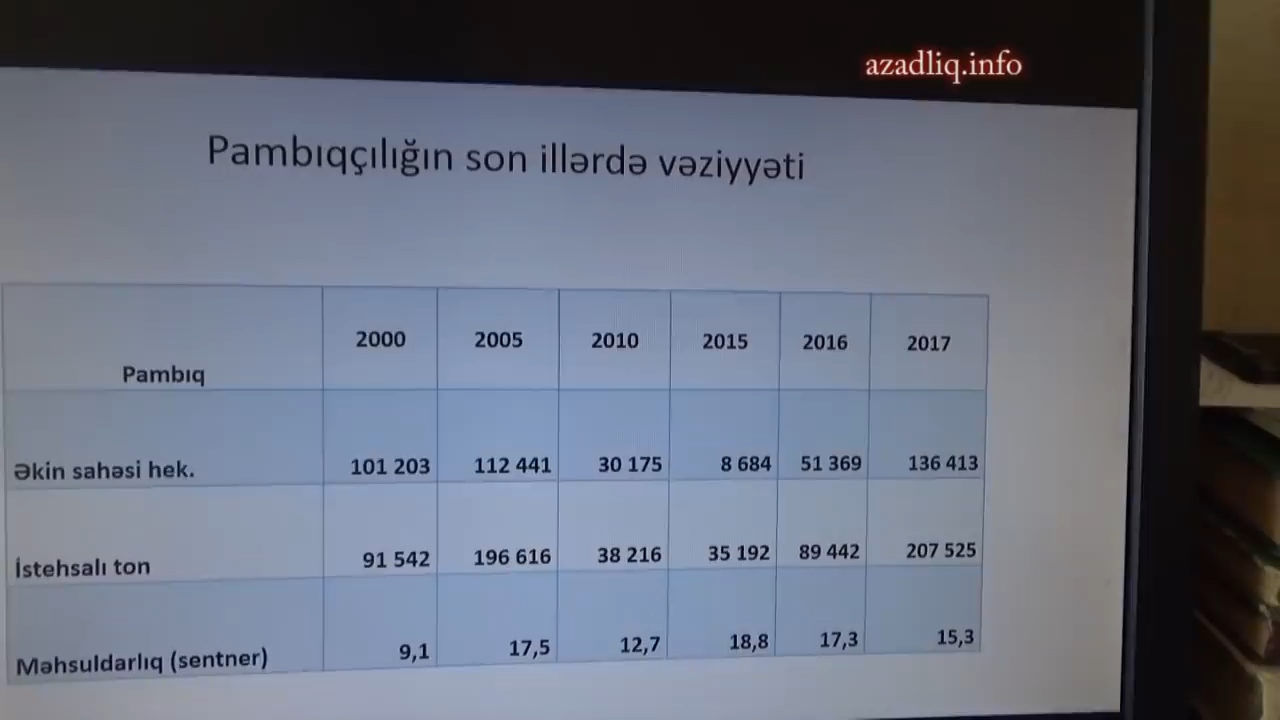 azadliq.info
Pambıqçılığın son illərdə vəziyyəti
Pambıq 2000 2005 2010 2015 2016 2017
Əkin sahəsi hek. 101 203 112 441 30 175 8 684 51 369 136 413
İstehsalı ton 91 542 196 616 38 216 35 192 89 442 207 525
Məhsuldarlıq (sentner) 9,1 17,5 12,7 18,8 17,3 15,3